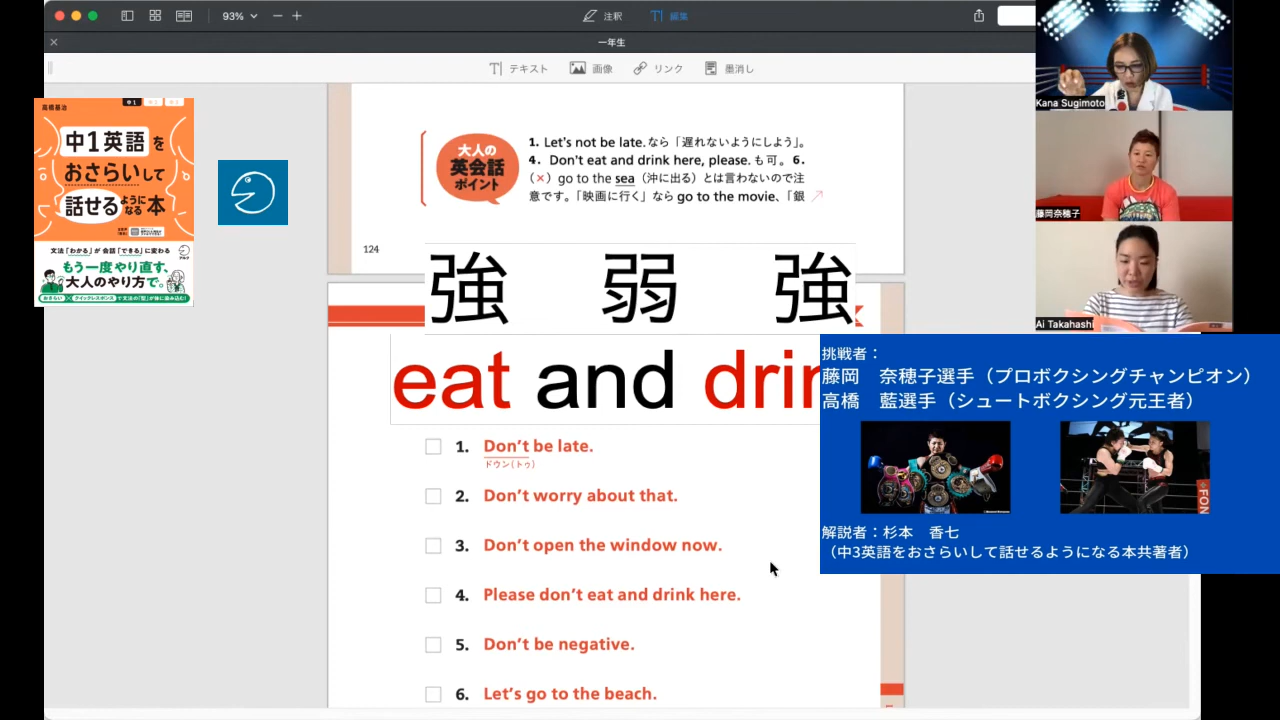 93%
注釈
編集
一年生
テキスト
画像
リンク
墨消し
高橋基治
中1
中1英語を
おさらいして
話せる
ように
なる
本
文法「わかる」が 会話「できる」に変わる
もう一度やり直す、
大人のやり方で。
アルク
大人の
英会話
ポイント
1. Let's not be late. なら「遅れないようにしよう」。
4. Don't eat and drink here, please. も可。 6.
（×）go to the sea（沖に出る）とは言わないので注
意です。「映画に行く」なら go to the movie、「銀
124
強 弱 強
eat and drin
1. Don't be late.
ドウン(トゥ)
2. Don't worry about that.
3. Don't open the window now.
4. Please don't eat and drink here.
5. Don't be negative.
6. Let's go to the beach.
Kana Sugimoto
藤岡奈穂子
Ai Takahashi
挑戦者：
藤岡　奈穂子選手（プロボクシングチャンピオン）
高橋　藍選手（シュートボクシング元王者）
FON
解説者：杉本　香七
（中3英語をおさらいして話せるようになる本共著者）